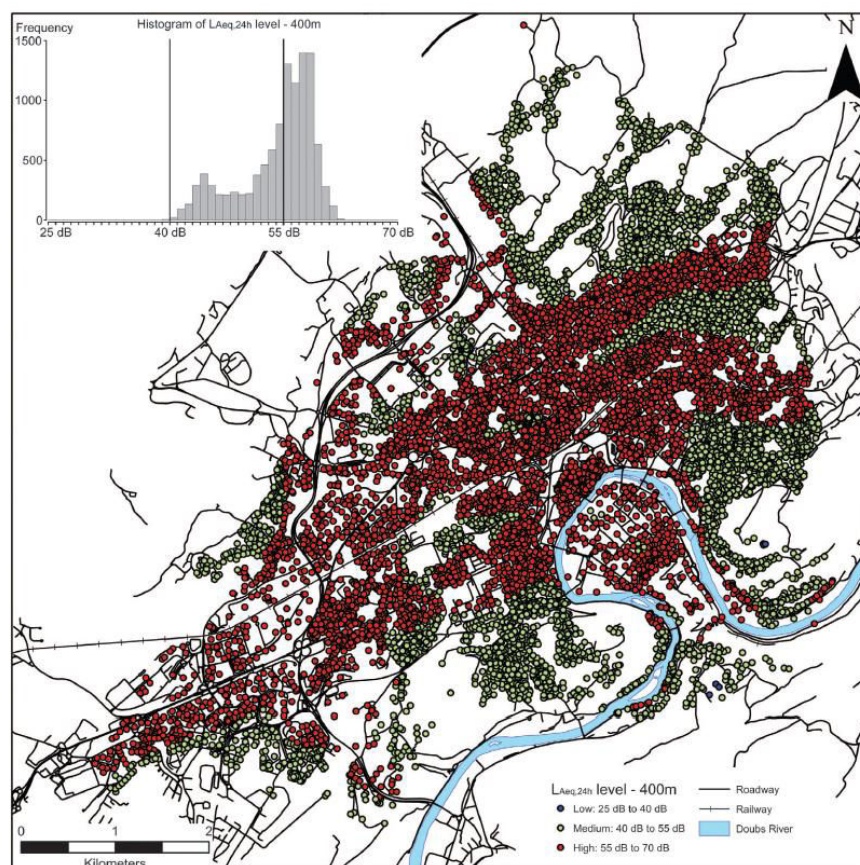 Histogram of LAeq,24h level - 400m
Frequency
1500
1000
500
0
25 dB
40 dB
55 dB
70 dB
N
LAeq,24h level - 400m
Low: 25 dB to 40 dB
Medium: 40 dB to 55 dB
High: 55 dB to 70 dB
Roadway
Railway
Doubs River
0
1
2
Kilometers